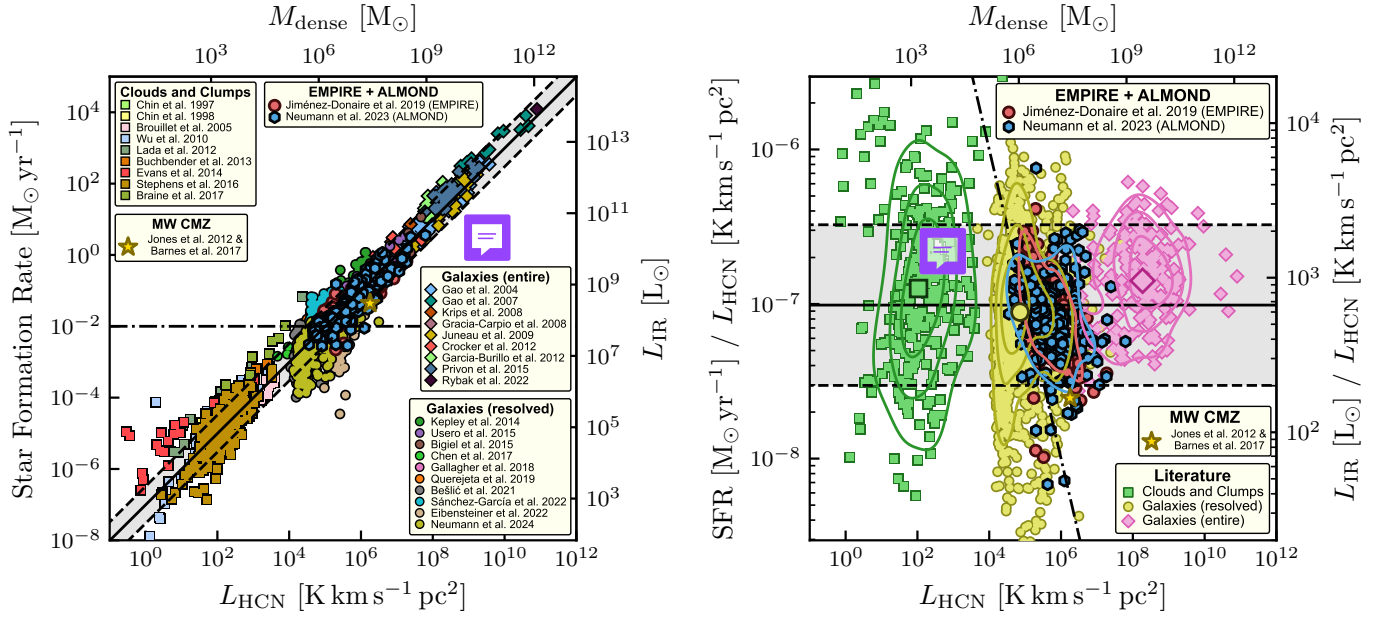 M_dense [M_⊙]
10^3 10^6 10^9 10^12
Star Formation Rate [M_⊙ yr^−1]
10^4
10^2
10^0
10^−2
10^−4
10^−6
10^−8
Clouds and Clumps
Chin et al. 1997
Chin et al. 1998
Brouillet et al. 2005
Wu et al. 2010
Lada et al. 2012
Buchbender et al. 2013
Evans et al. 2014
Stephens et al. 2016
Braine et al. 2017
EMPIRE + ALMOND
Jiménez-Donaire et al. 2019 (EMPIRE)
Neumann et al. 2023 (ALMOND)
MW CMZ
Jones et al. 2012 &
Barnes et al. 2017
Galaxies (entire)
Gao et al. 2004
Gao et al. 2007
Krips et al. 2008
Gracia-Carpio et al. 2008
Juneau et al. 2009
Crocker et al. 2012
Garcia-Burillo et al. 2012
Privon et al. 2015
Rybak et al. 2022
Galaxies (resolved)
Kepley et al. 2014
Usero et al. 2015
Bigiel et al. 2015
Chen et al. 2017
Gallagher et al. 2018
Querejeta et al. 2019
Bešlić et al. 2021
Sánchez-García et al. 2022
Eibensteiner et al. 2022
Neumann et al. 2024
10^13
10^11
10^9
10^7
10^5
10^3
L_IR [L_⊙]
10^0 10^2 10^4 10^6 10^8 10^10 10^12
L_HCN [K km s^−1 pc^2]
M_dense [M_⊙]
10^3 10^6 10^9 10^12
SFR [M_⊙ yr^−1] / L_HCN [K km s^−1 pc^2]
10^−6
10^−7
10^−8
EMPIRE + ALMOND
Jiménez-Donaire et al. 2019 (EMPIRE)
Neumann et al. 2023 (ALMOND)
MW CMZ
Jones et al. 2012 &
Barnes et al. 2017
Literature
Clouds and Clumps
Galaxies (resolved)
Galaxies (entire)
10^4
10^3
10^2
L_IR [L_⊙] / L_HCN [K km s^−1 pc^2]
10^0 10^2 10^4 10^6 10^8 10^10 10^12
L_HCN [K km s^−1 pc^2]